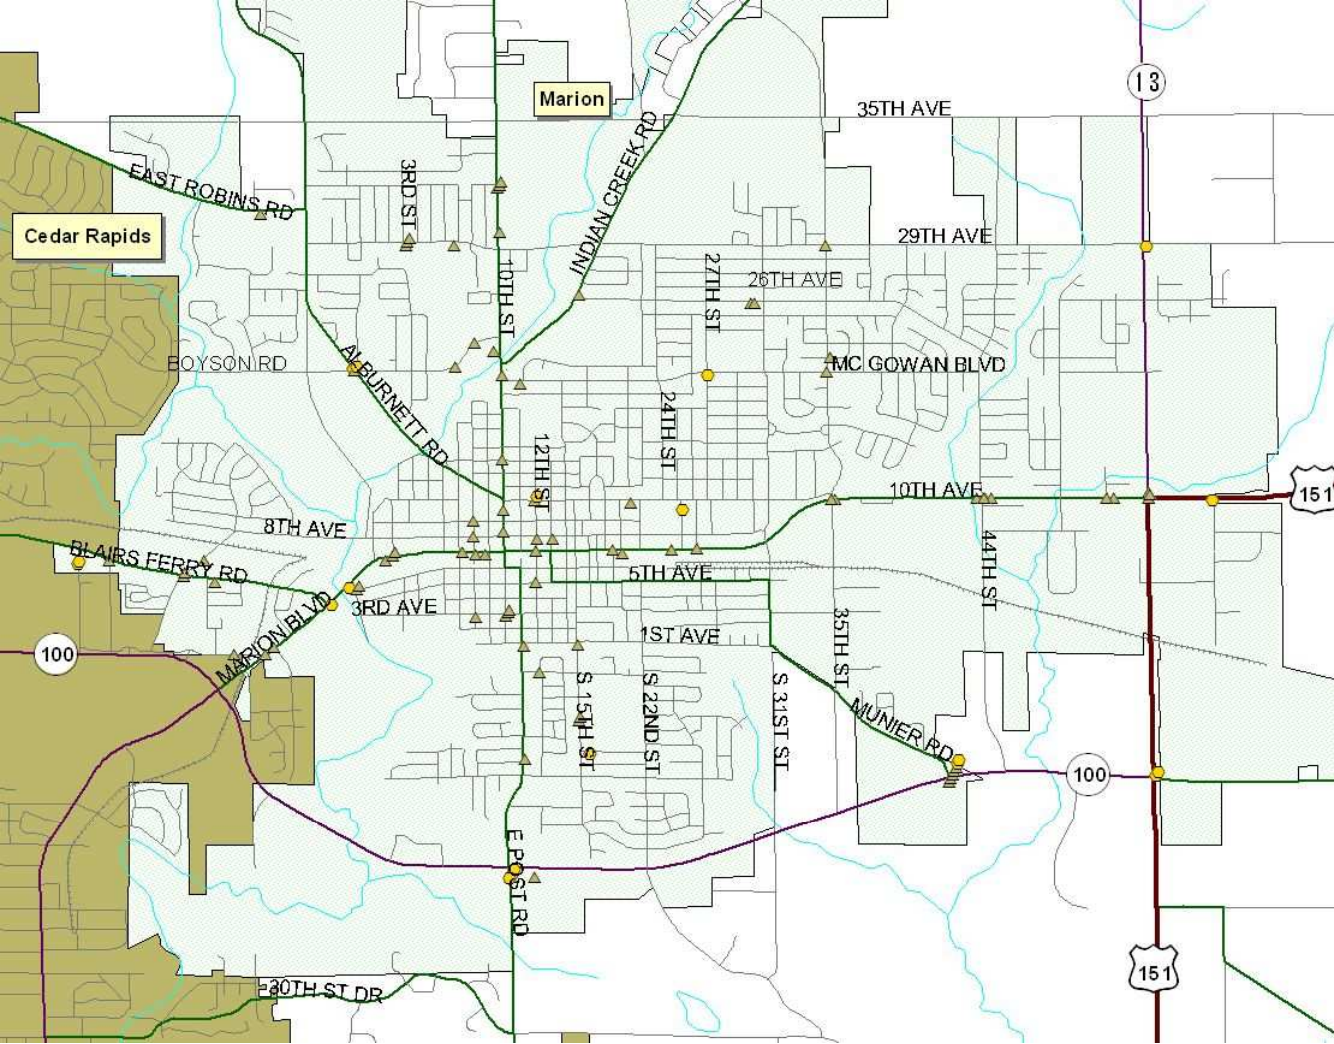 13
Marion
35TH AVE
EAST ROBINS RD
3RD ST
INDIAN CREEK RD
Cedar Rapids
29TH AVE
10TH ST
27TH ST
26TH AVE
BOYSON RD
ALBURNETT RD
MC GOWAN BLVD
24TH ST
12TH ST
10TH AVE
151
8TH AVE
BLAIRS FERRY RD
44TH ST
5TH AVE
3RD AVE
MARION BLVD
1ST AVE
35TH ST
100
S 15TH ST
S 22ND ST
S 31ST ST
MUNIER RD
100
E POST RD
151
30TH ST DR